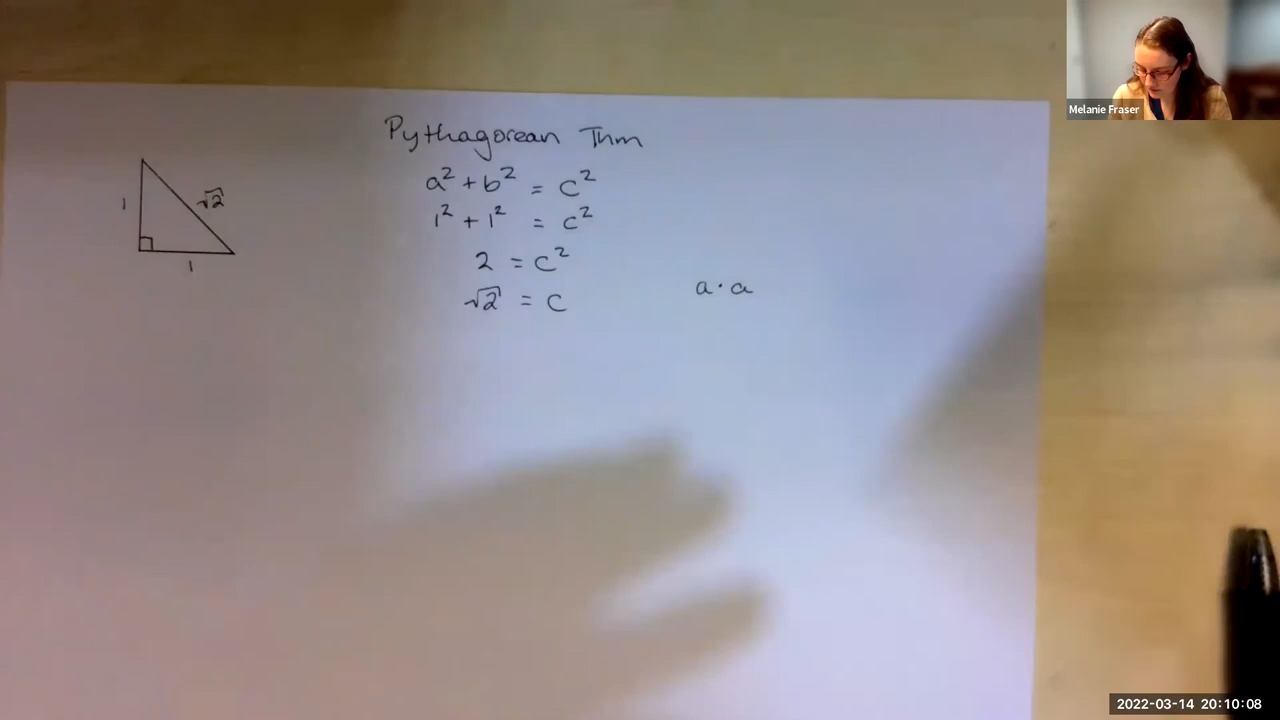 Melanie Fraser
Pythagorean Thm
a² + b² = c²
1² + 1² = c²
2 = c²
√2 = c
1
√2
1
a · a
2022-03-14 20:10:08